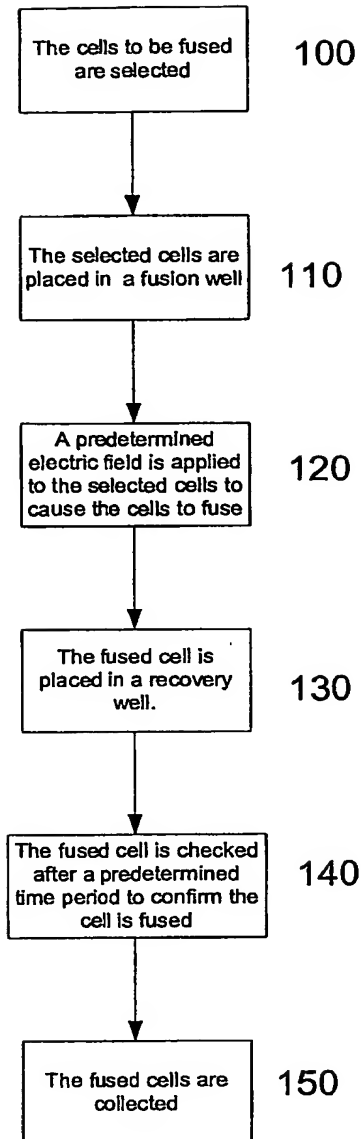 The cells to be fused
are selected
100
The selected cells are
placed in a fusion well
110
A predetermined
electric field is applied
to the selected cells to
cause the cells to fuse
120
The fused cell is
placed in a recovery
well.
130
The fused cell is checked
after a predetermined
time period to confirm the
cell is fused
140
The fused cells are
collected
150